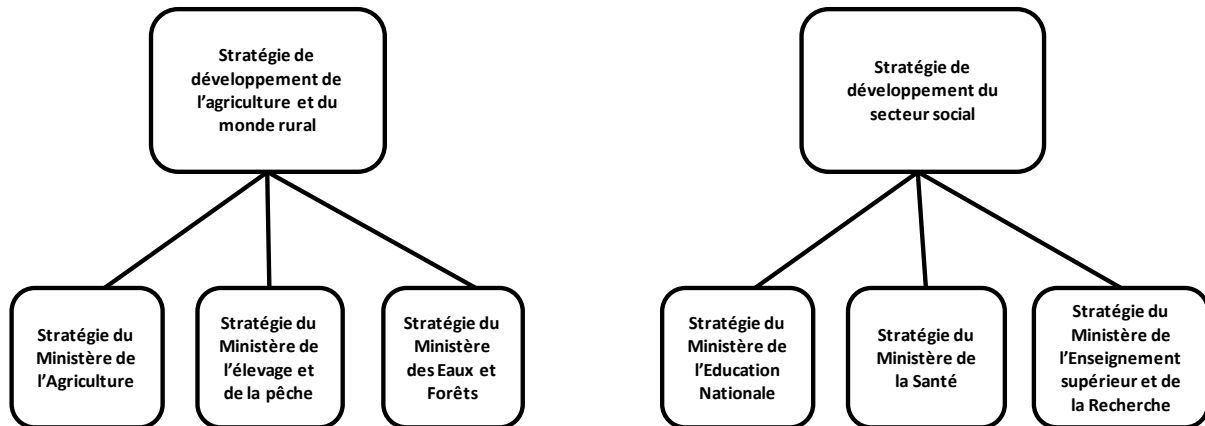 Stratégie de
développement de
l'agriculture et du
monde rural
Stratégie de
développement du
secteur social
Stratégie du
Ministère de
l'Agriculture
Stratégie du
Ministère de
l'élevage et
de la pêche
Stratégie du
Ministère
des Eaux et
Forêts
Stratégie du
Ministère de
l'Education
Nationale
Stratégie du
Ministère de
la Santé
Stratégie du
Ministère de
l'Enseignement
supérieur et de
la Recherche